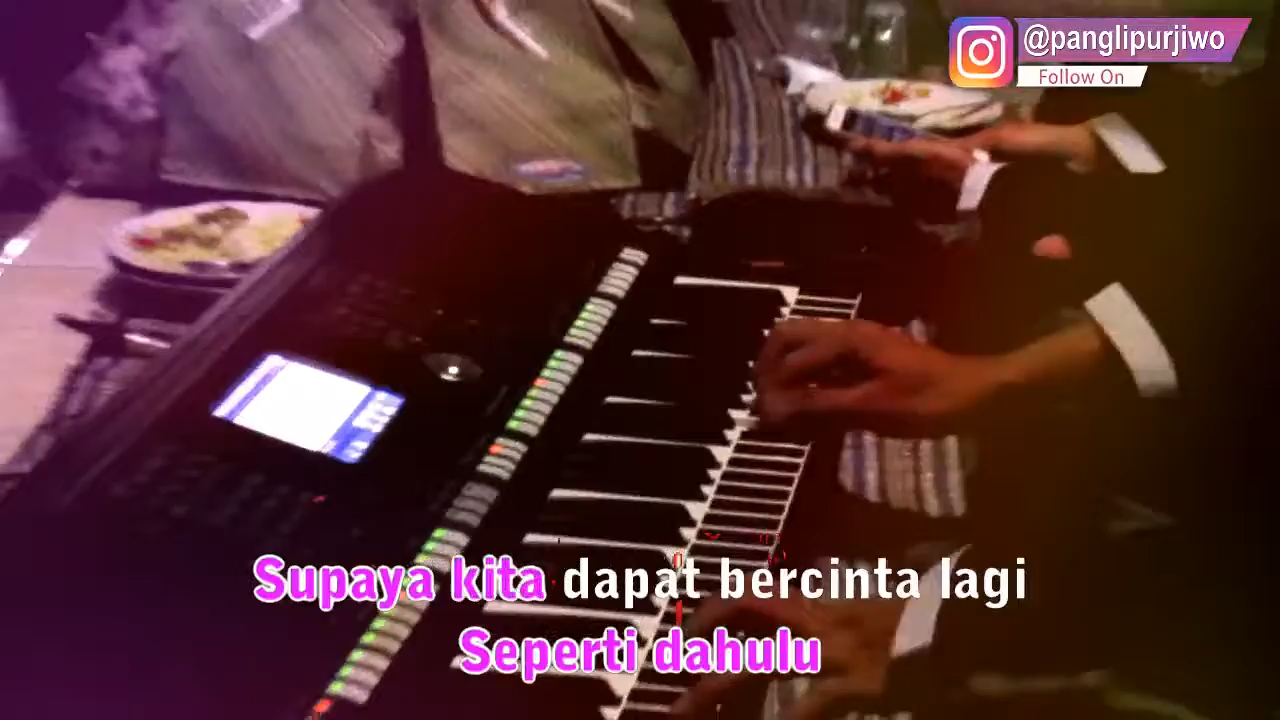 @panglipurjiwo
Follow On
Supaya kita dapat bercinta lagi
Seperti dahulu